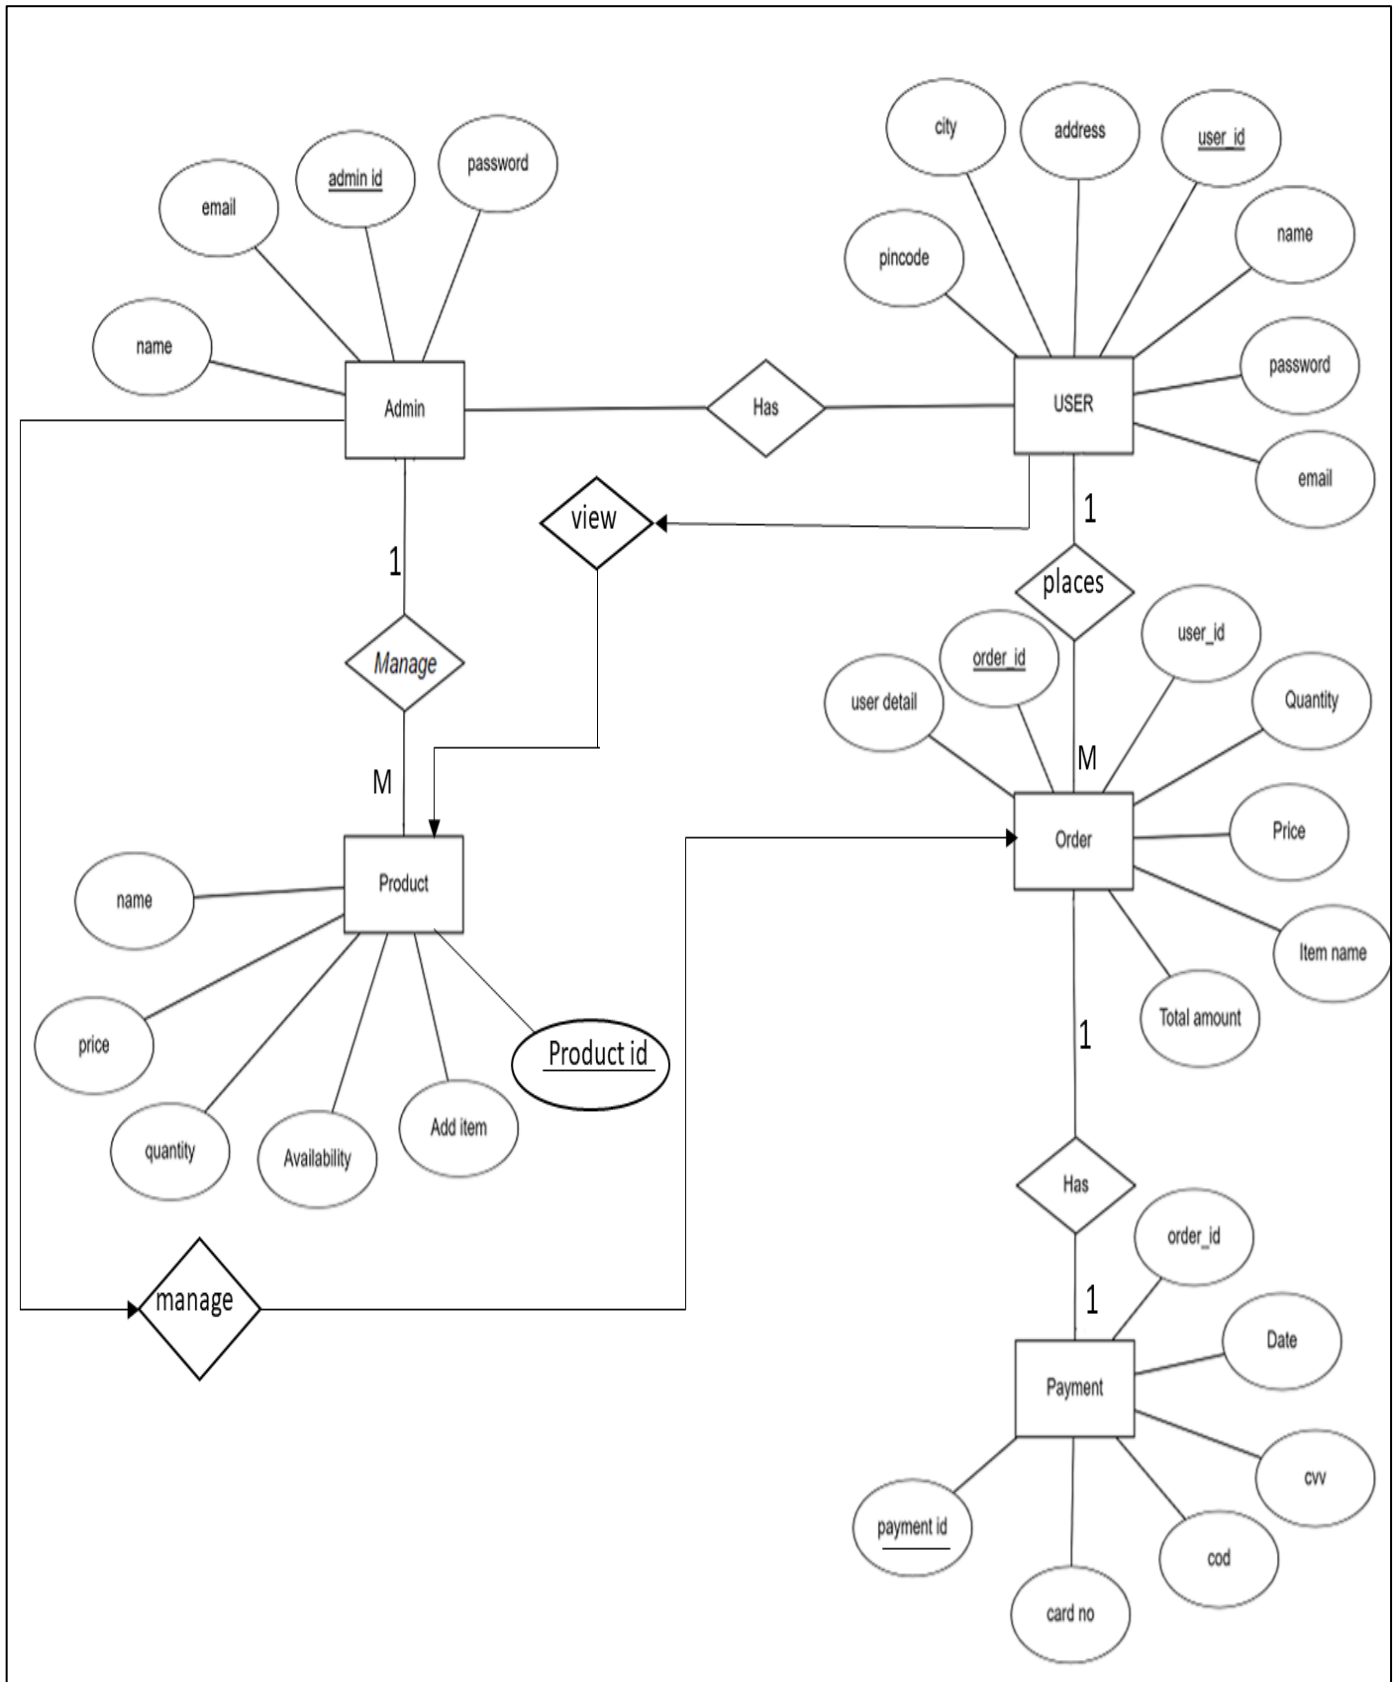 city
address
user_id
password
admin id
email
name
pincode
name
password
email
Admin
Has
USER
view
1
places
1
Manage
order_id
user_id
user detail
Quantity
M
M
Order
Price
Product
name
Item name
Total amount
price
1
Product id
quantity
Availability
Add item
Has
order_id
manage
1
Date
Payment
cvv
payment id
cod
card no